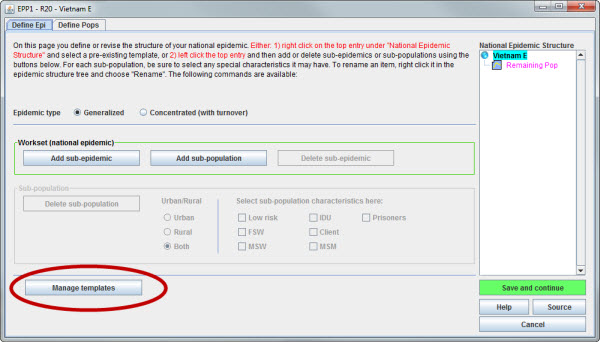 EPP1 - R20 - Vietnam E
Define Epi Define Pops
On this page you define or revise the structure of your national epidemic. Either: 1) right click on the top entry under "National Epidemic
Structure" and select a pre-existing template, or 2) left click the top entry and then add or delete sub-epidemics or sub-populations using the
buttons below. For each sub-population, be sure to select any special characteristics it may have. To rename an item, right click it in the
epidemic structure tree and choose "Rename". The following commands are available:
National Epidemic Structure
Vietnam E
Remaining Pop
Epidemic type Generalized Concentrated (with turnover)
Workset (national epidemic)
Add sub-epidemic Add sub-population Delete sub-epidemic
Sub-population
Delete sub-population Urban/Rural Select sub-population characteristics here:
Urban Low risk IDU Prisoners
Rural FSW Client
Both MSW MSM
Manage templates Save and continue
Help Source
Cancel